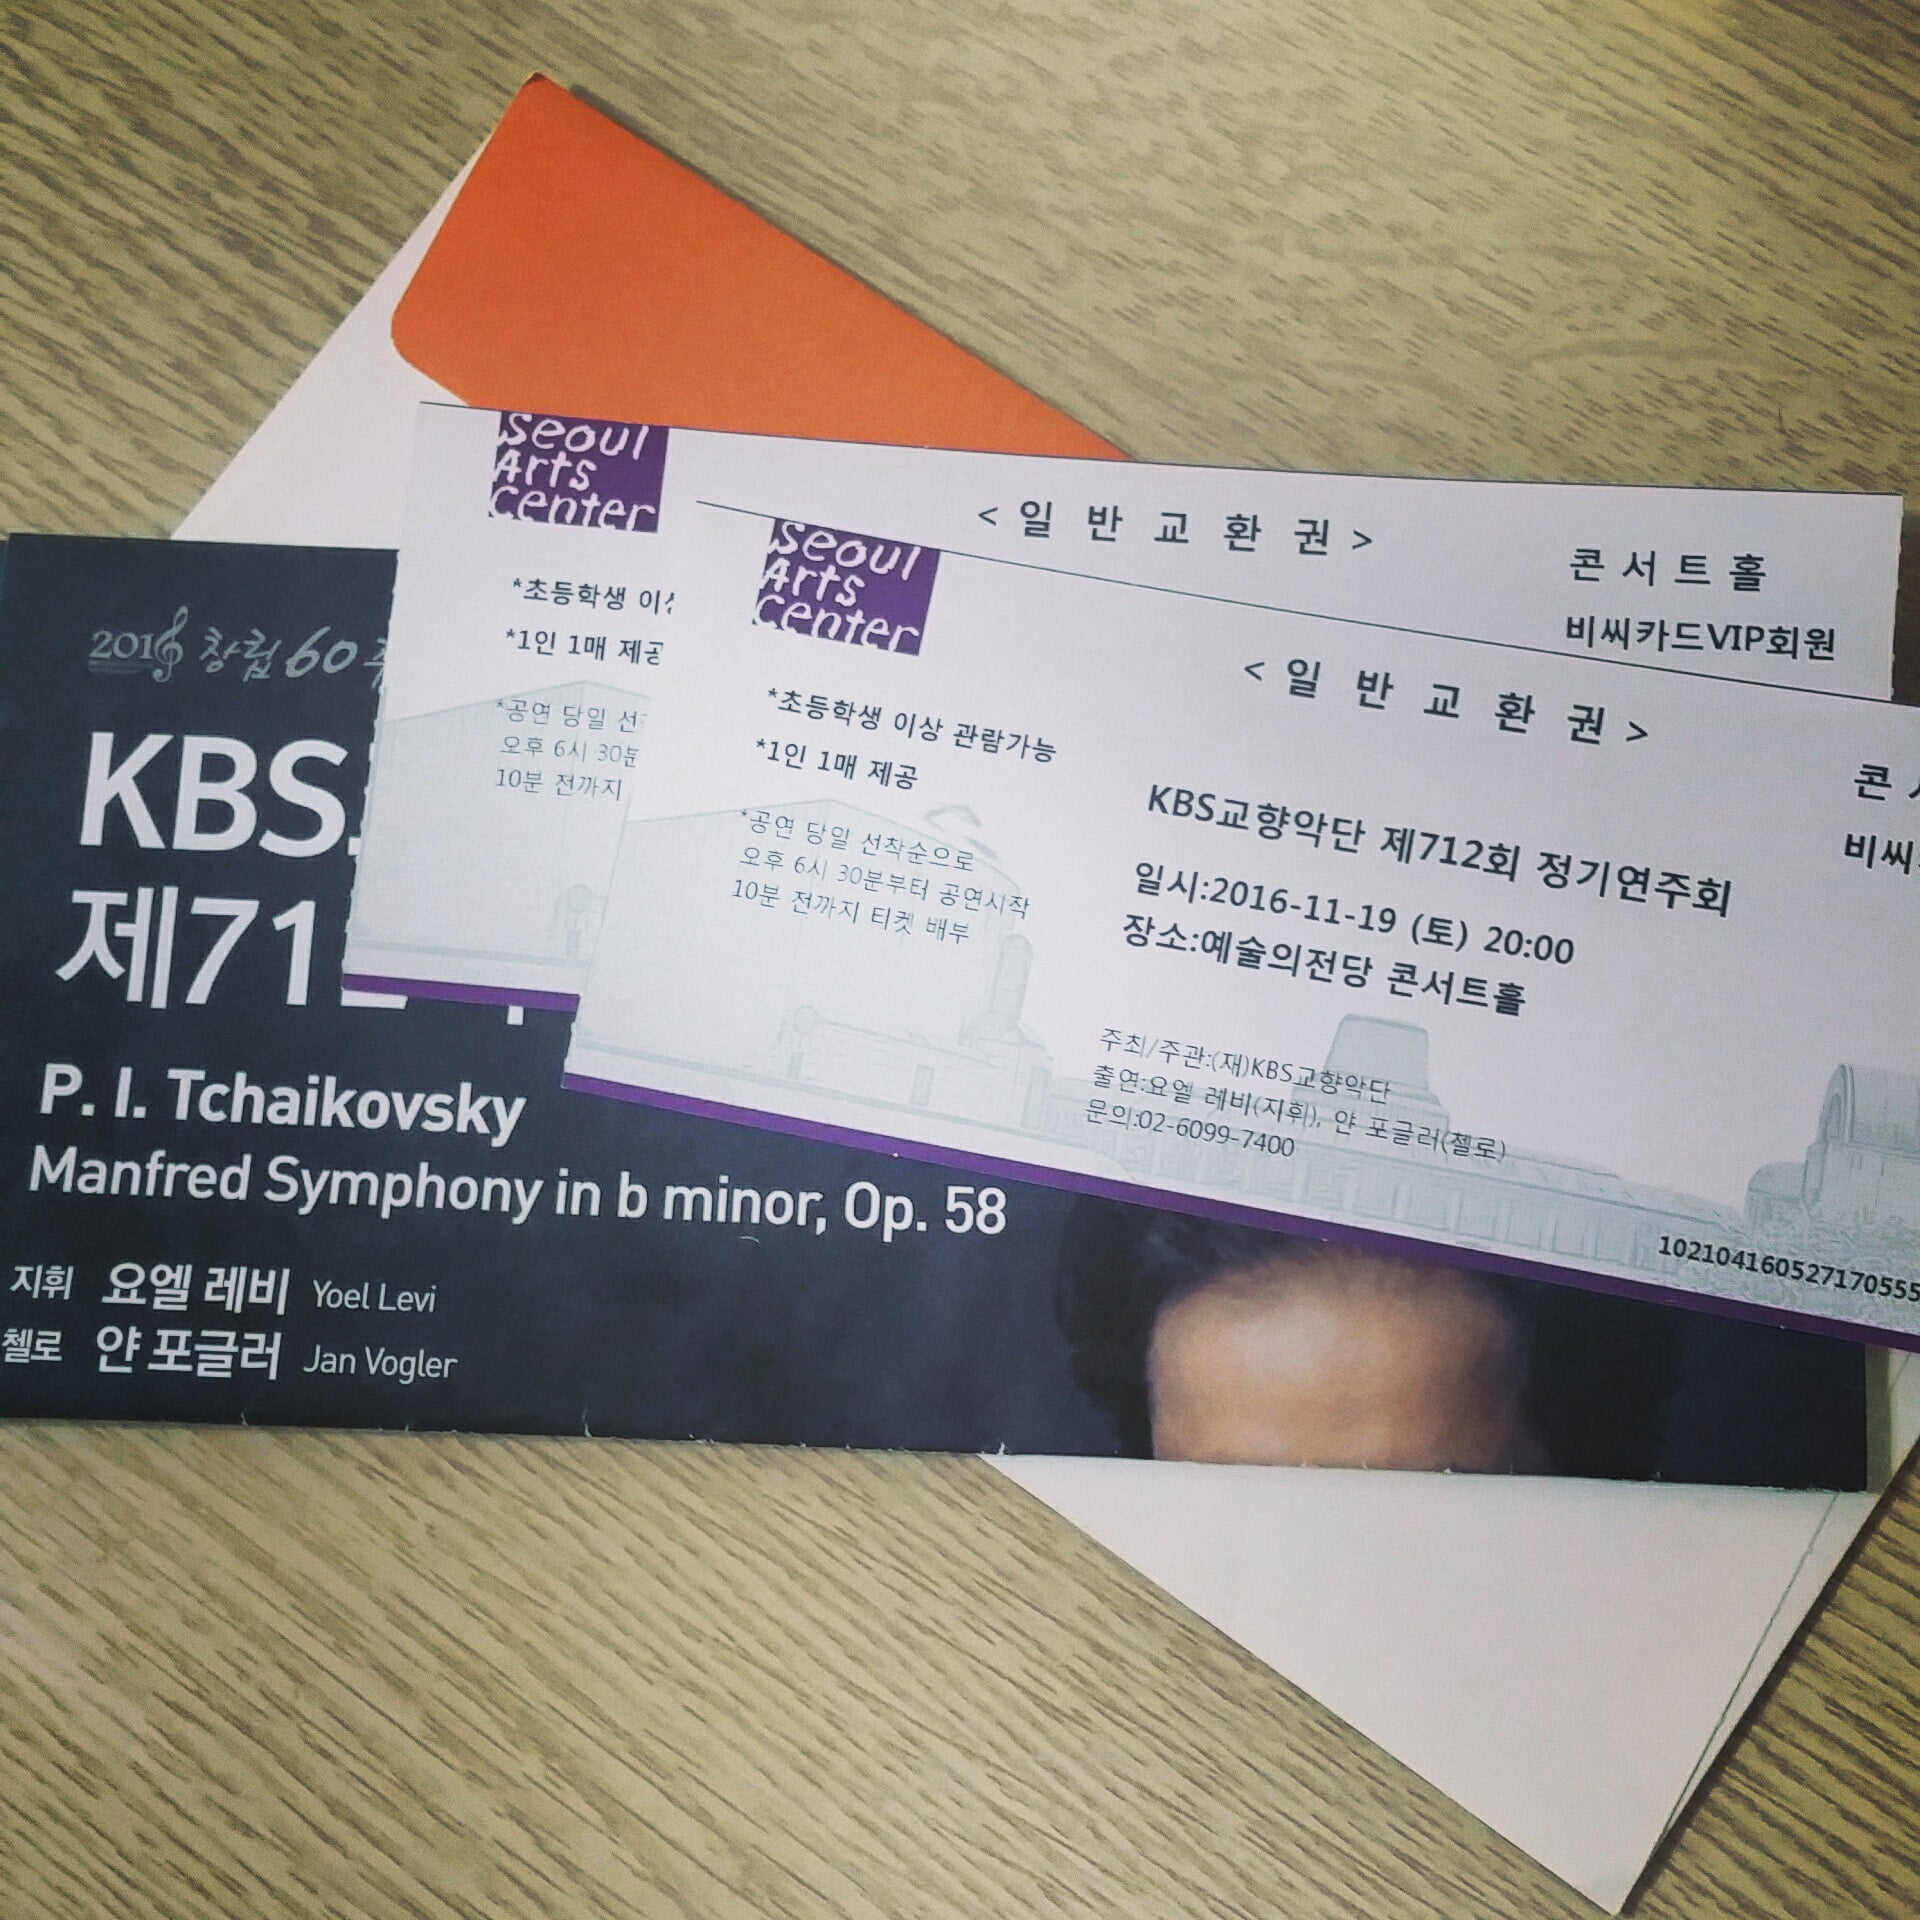 Seoul
Arts
Center
<일반교환권>
콘서트홀
비씨카드VIP회원
*초등학생
*1인 1매 제공
*공연 당일
오후 6시
10분 전까지
Seoul
Arts
Center
<일반교환권>
*초등학생 이상 관람가능
*1인 1매 제공
*공연 당일 선착순으로
오후 6시 30분부터 공연시작
10분 전까지 티켓 배부
KBS교향악단 제712회 정기연주회
일시:2016-11-19 (토) 20:00
장소:예술의전당 콘서트홀
주최/주관:(재)KBS교향악단
출연:요엘 레비(지휘), 얀 포글러(첼로)
문의:02-6099-7400
102104160527170555
2016 창립 60
KBS
제71
P. I. Tchaikovsky
Manfred Symphony in b minor, Op. 58
지휘 요엘 레비 Yoel Levi
첼로 얀 포글러 Jan Vogler